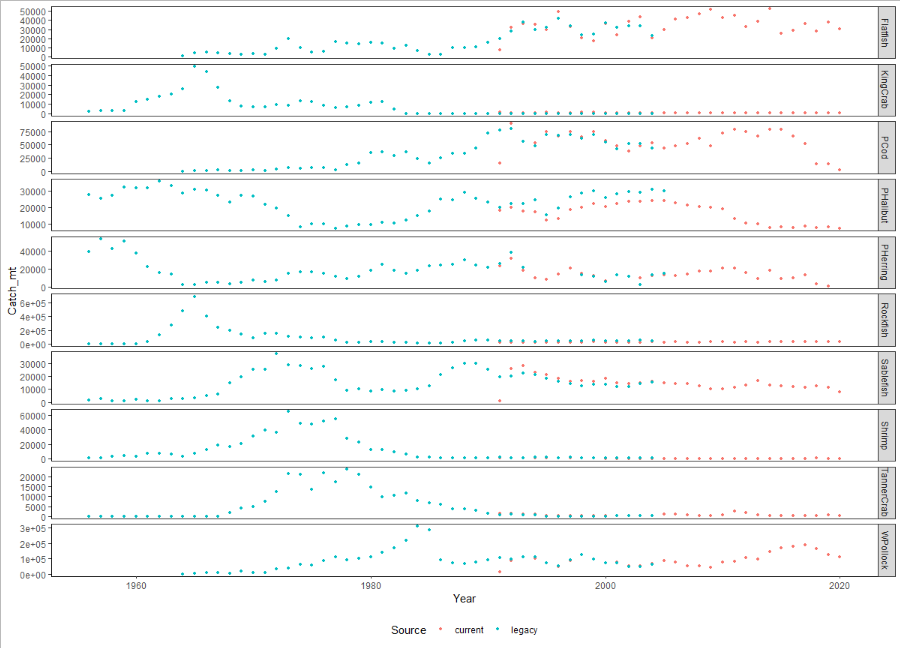 50000
40000
30000
20000
10000
0
Flatfish
50000
40000
30000
20000
10000
0
KingCrab
75000
50000
25000
0
PCod
30000
20000
10000
PHalibut
40000
20000
0
PHerring
6e+05
4e+05
2e+05
0e+00
Rockfish
30000
20000
10000
0
Sablefish
60000
40000
20000
0
Shrimp
20000
15000
10000
5000
0
TannerCrab
3e+05
2e+05
1e+05
0e+00
WPollock
Catch_mt
1960 1980 2000 2020
Year
Source current legacy